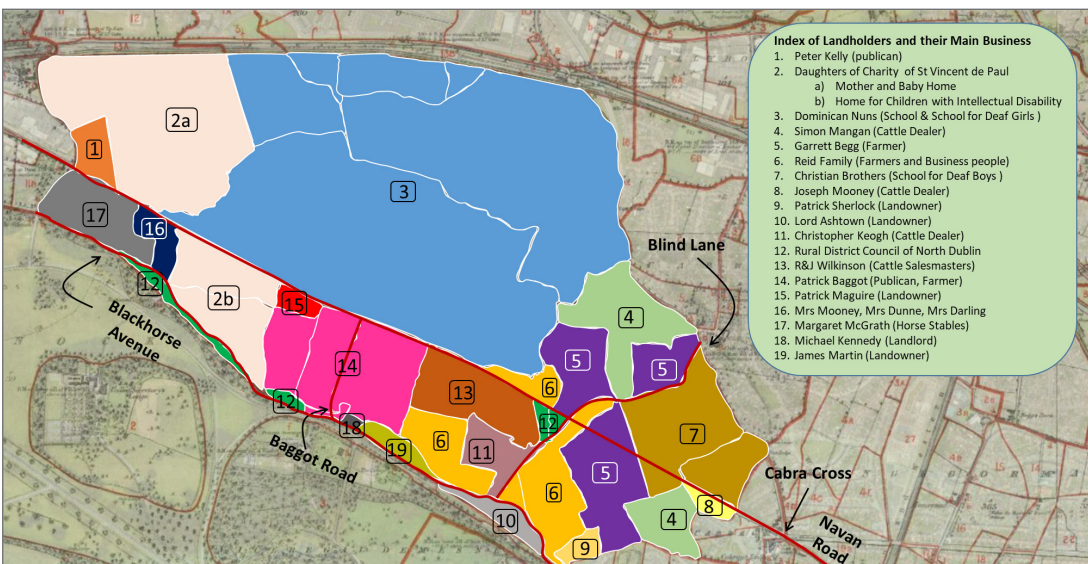 Index of Landholders and their Main Business
1. Peter Kelly (publican)
2. Daughters of Charity of St Vincent de Paul
a) Mother and Baby Home
b) Home for Children with Intellectual Disability
3. Dominican Nuns (School & School for Deaf Girls )
4. Simon Mangan (Cattle Dealer)
5. Garrett Begg (Farmer)
6. Reid Family (Farmers and Business people)
7. Christian Brothers (School for Deaf Boys )
8. Joseph Mooney (Cattle Dealer)
9. Patrick Sherlock (Landowner)
10. Lord Ashtown (Landowner)
11. Christopher Keogh (Cattle Dealer)
12. Rural District Council of North Dublin
13. R&J Wilkinson (Cattle Salesmasters)
14. Patrick Baggot (Publican, Farmer)
15. Patrick Maguire (Landowner)
16. Mrs Mooney, Mrs Dunne, Mrs Darling
17. Margaret McGrath (Horse Stables)
18. Michael Kennedy (Landlord)
19. James Martin (Landowner)
2a
1
3
17
16
Blind Lane
12
2b
15
4
Blackhorse
Avenue
14
5
5
6
13
12
12
18
6
7
19
11
Baggot Road
5
Cabra Cross
6
8
10
4
Navan
Road
9